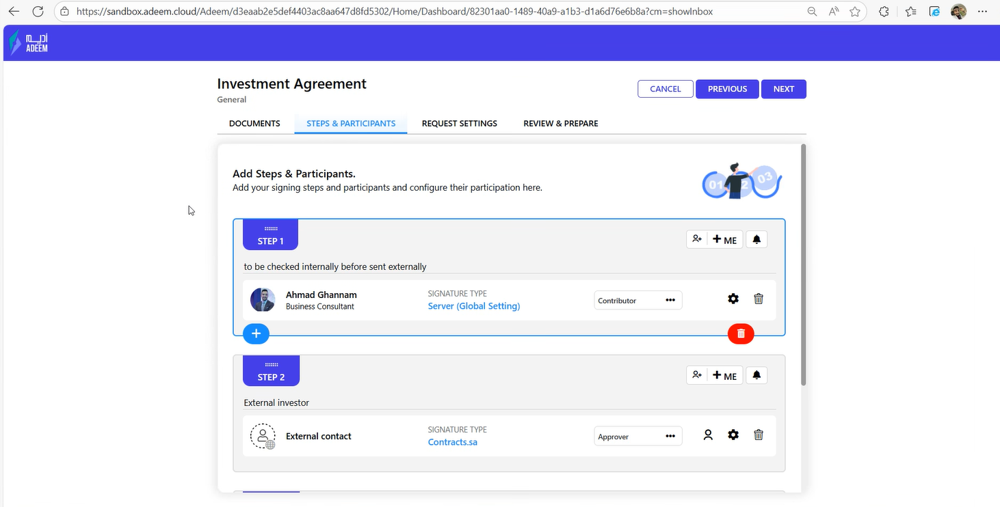 https://sandbox.adeem.cloud/Adeem/d3eaab2e5def4403ac8aa647d8fd5302/Home/Dashboard/82301aa0-1489-40a9-a1b3-d1a6d76e6b8a?cm=showInbox
أديم
ADEEM
Investment Agreement
General
CANCEL PREVIOUS NEXT
DOCUMENTS STEPS & PARTICIPANTS REQUEST SETTINGS REVIEW & PREPARE
Add Steps & Participants.
Add your signing steps and participants and configure their participation here.
01 2 03
STEP 1
ME
to be checked internally before sent externally
Ahmad Ghannam
Business Consultant
SIGNATURE TYPE
Server (Global Setting)
Contributor
STEP 2
ME
External investor
External contact
SIGNATURE TYPE
Contracts.sa
Approver